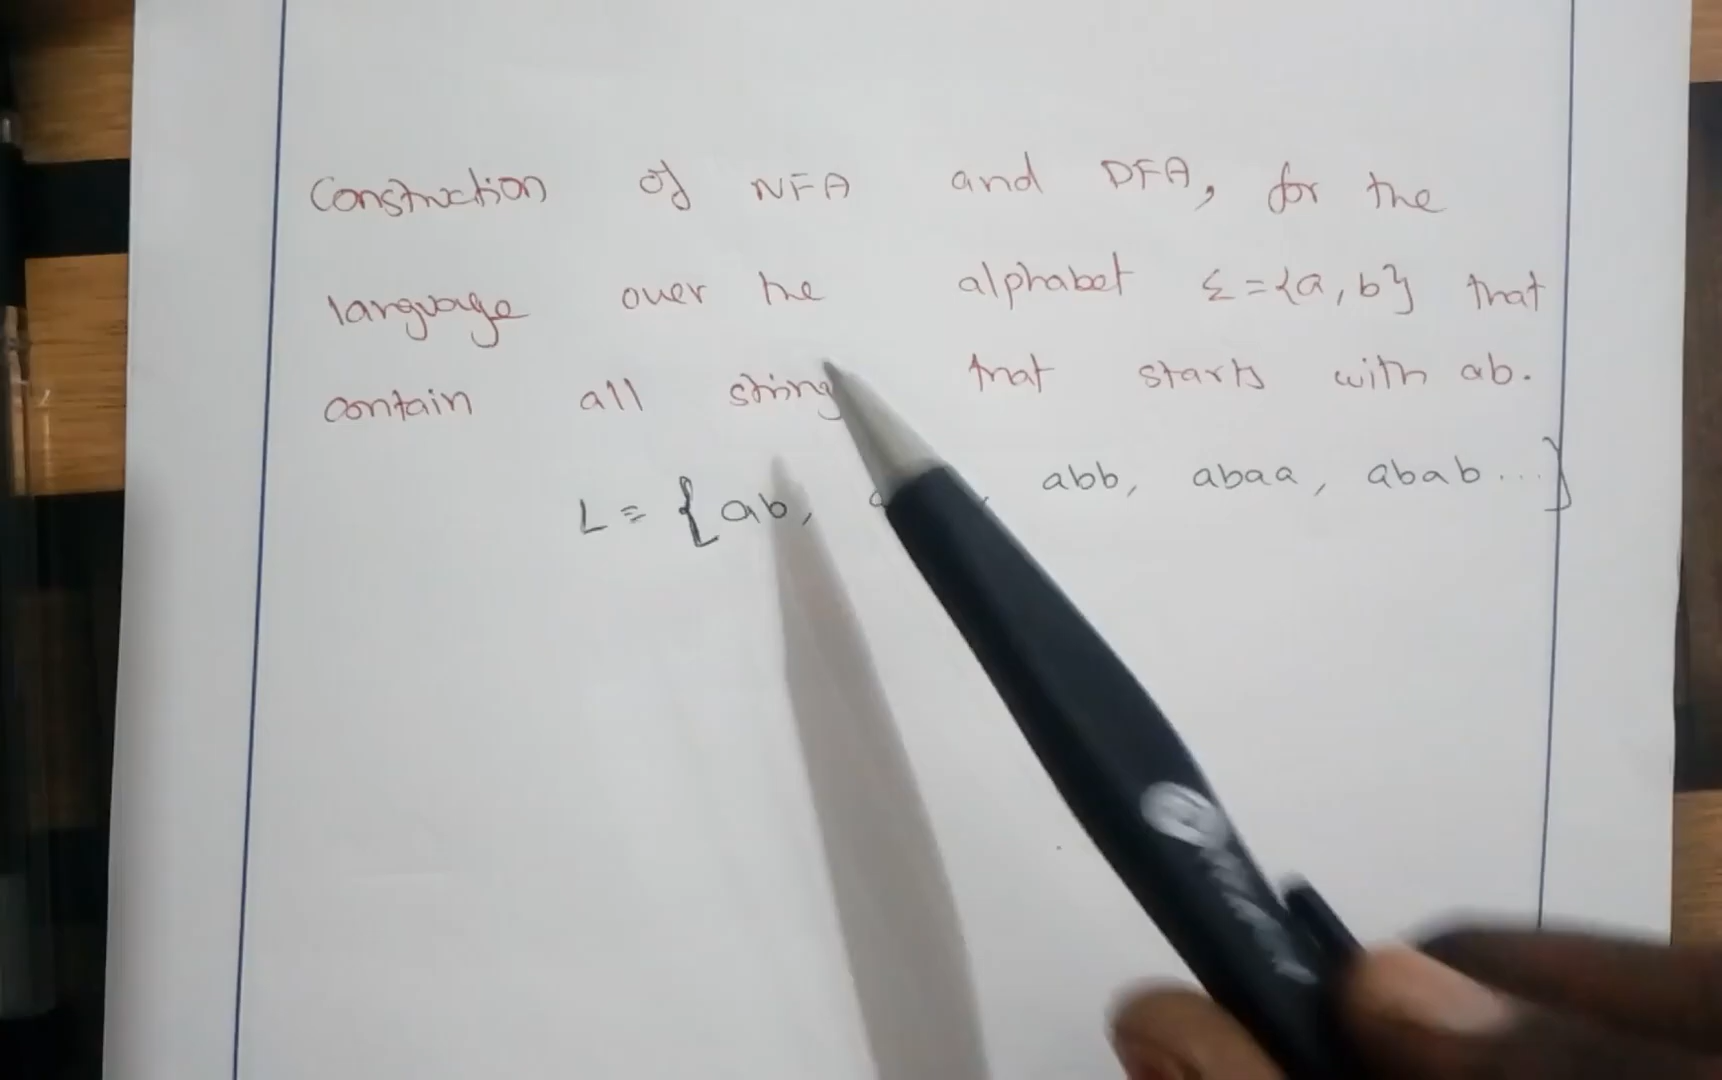 Construction of NFA and DFA, for the
language over the alphabet Σ={a,b} that
contain all string that starts with ab.
L = {ab, abb, abaa, abab...}